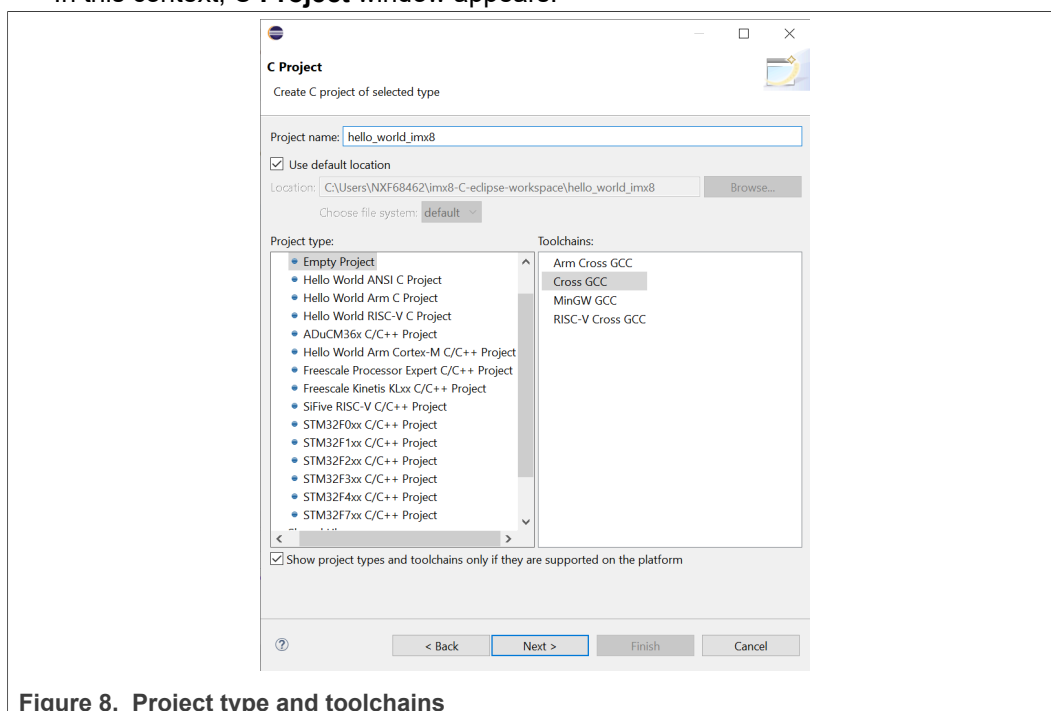 In this context, C Project window appears.
C Project
Create C project of selected type
Project name: hello_world_imx8
Use default location
Location: C:\Users\NXF68462\imx8-C-eclipse-workspace\hello_world_imx8 Browse...
Choose file system: default
Project type:
Empty Project
Hello World ANSI C Project
Hello World Arm C Project
Hello World RISC-V C Project
ADuCM36x C/C++ Project
Hello World Arm Cortex-M C/C++ Project
Freescale Processor Expert C/C++ Project
Freescale Kinetis KLxx C/C++ Project
SiFive RISC-V C/C++ Project
STM32F0xx C/C++ Project
STM32F1xx C/C++ Project
STM32F2xx C/C++ Project
STM32F3xx C/C++ Project
STM32F4xx C/C++ Project
STM32F7xx C/C++ Project
Toolchains:
Arm Cross GCC
Cross GCC
MinGW GCC
RISC-V Cross GCC
Show project types and toolchains only if they are supported on the platform
? < Back Next > Finish Cancel
Figure 8. Project type and toolchains